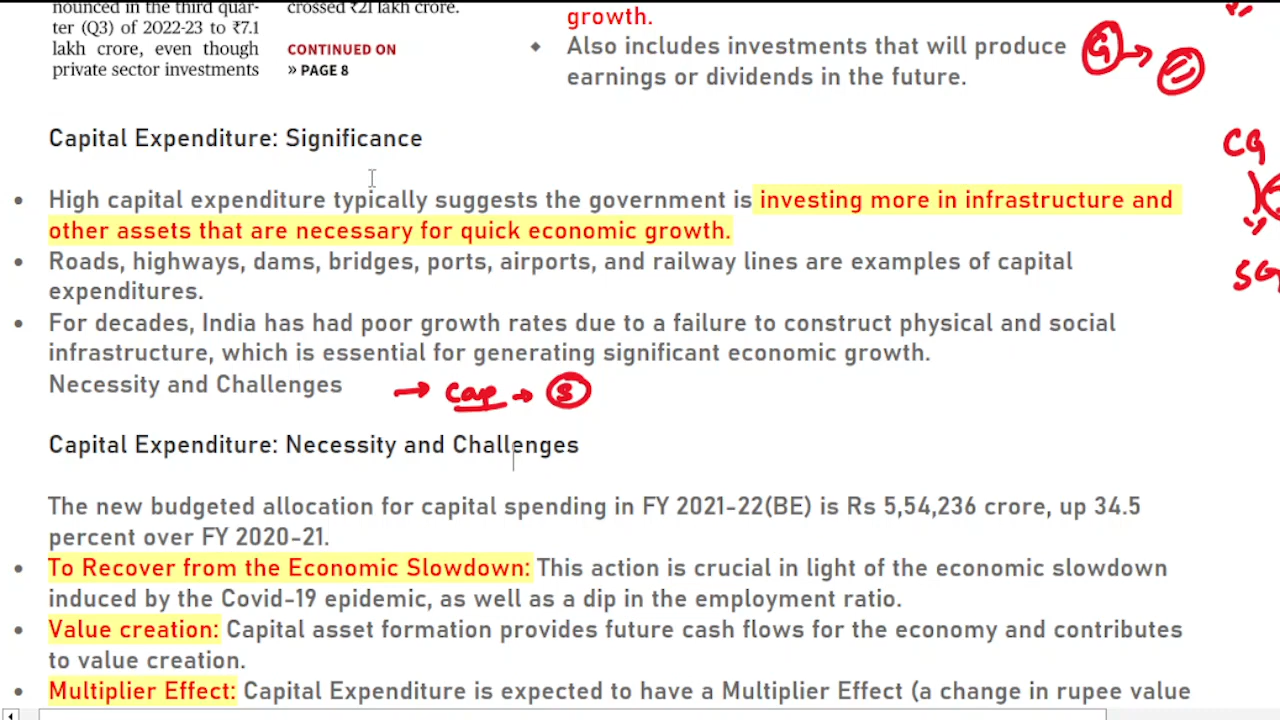 nounced in the third quar-
ter (Q3) of 2022-23 to ₹7.1
lakh crore, even though
private sector investments
crossed ₹21 lakh crore.
CONTINUED ON
» PAGE 8
growth.
Also includes investments that will produce
earnings or dividends in the future.
Capital Expenditure: Significance
High capital expenditure typically suggests the government is investing more in infrastructure and
other assets that are necessary for quick economic growth.
Roads, highways, dams, bridges, ports, airports, and railway lines are examples of capital
expenditures.
For decades, India has had poor growth rates due to a failure to construct physical and social
infrastructure, which is essential for generating significant economic growth.
Necessity and Challenges → Cap → S
Capital Expenditure: Necessity and Challenges
The new budgeted allocation for capital spending in FY 2021-22(BE) is Rs 5,54,236 crore, up 34.5
percent over FY 2020-21.
To Recover from the Economic Slowdown: This action is crucial in light of the economic slowdown
induced by the Covid-19 epidemic, as well as a dip in the employment ratio.
Value creation: Capital asset formation provides future cash flows for the economy and contributes
to value creation.
Multiplier Effect: Capital Expenditure is expected to have a Multiplier Effect (a change in rupee value
CG
SG